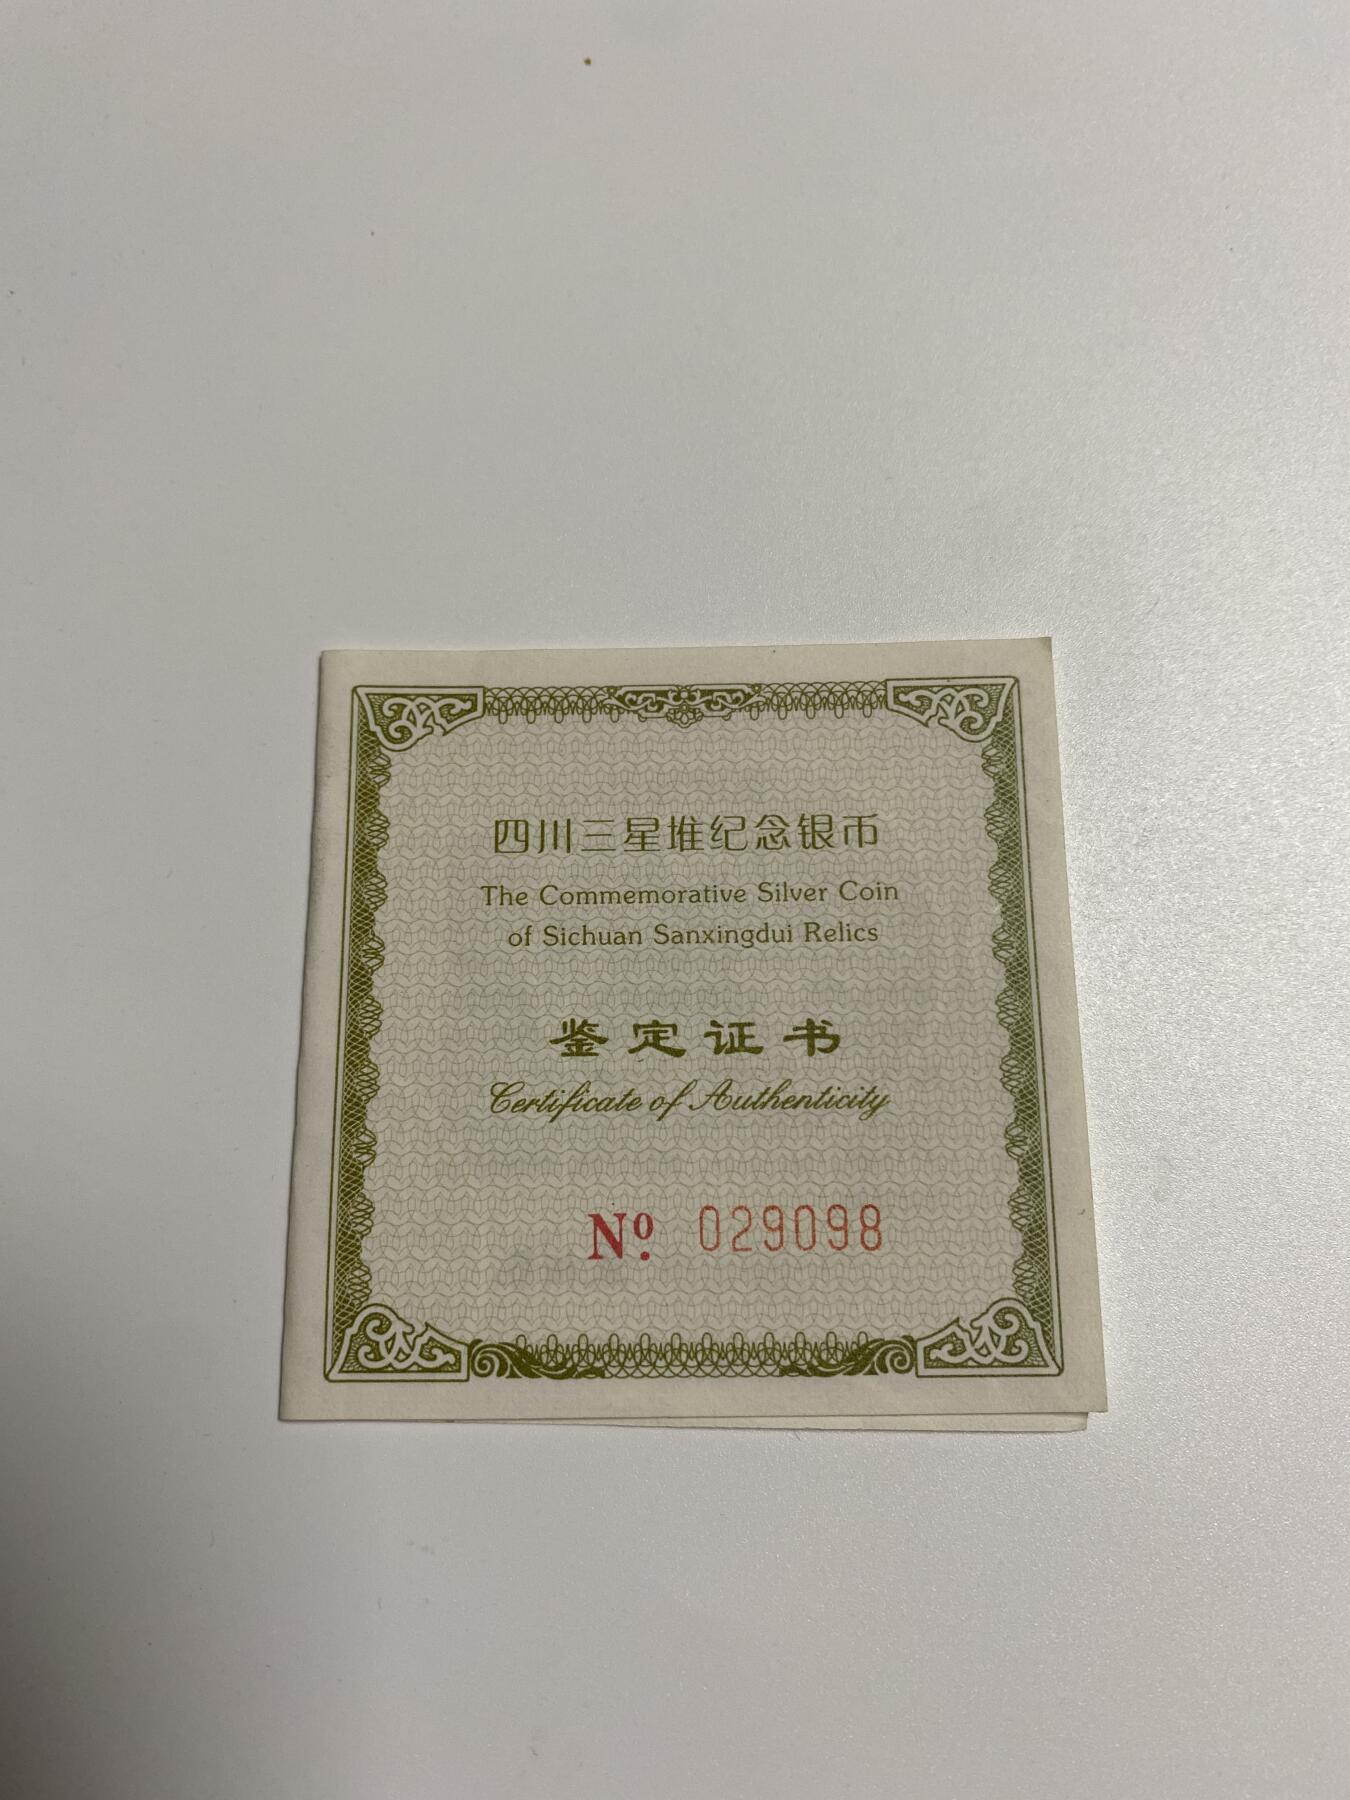 四川三星堆纪念银币
The Commemorative Silver Coin
of Sichuan Sanxingdui Relics
鉴定证书
Certificate of Authenticity
Nº. 029098